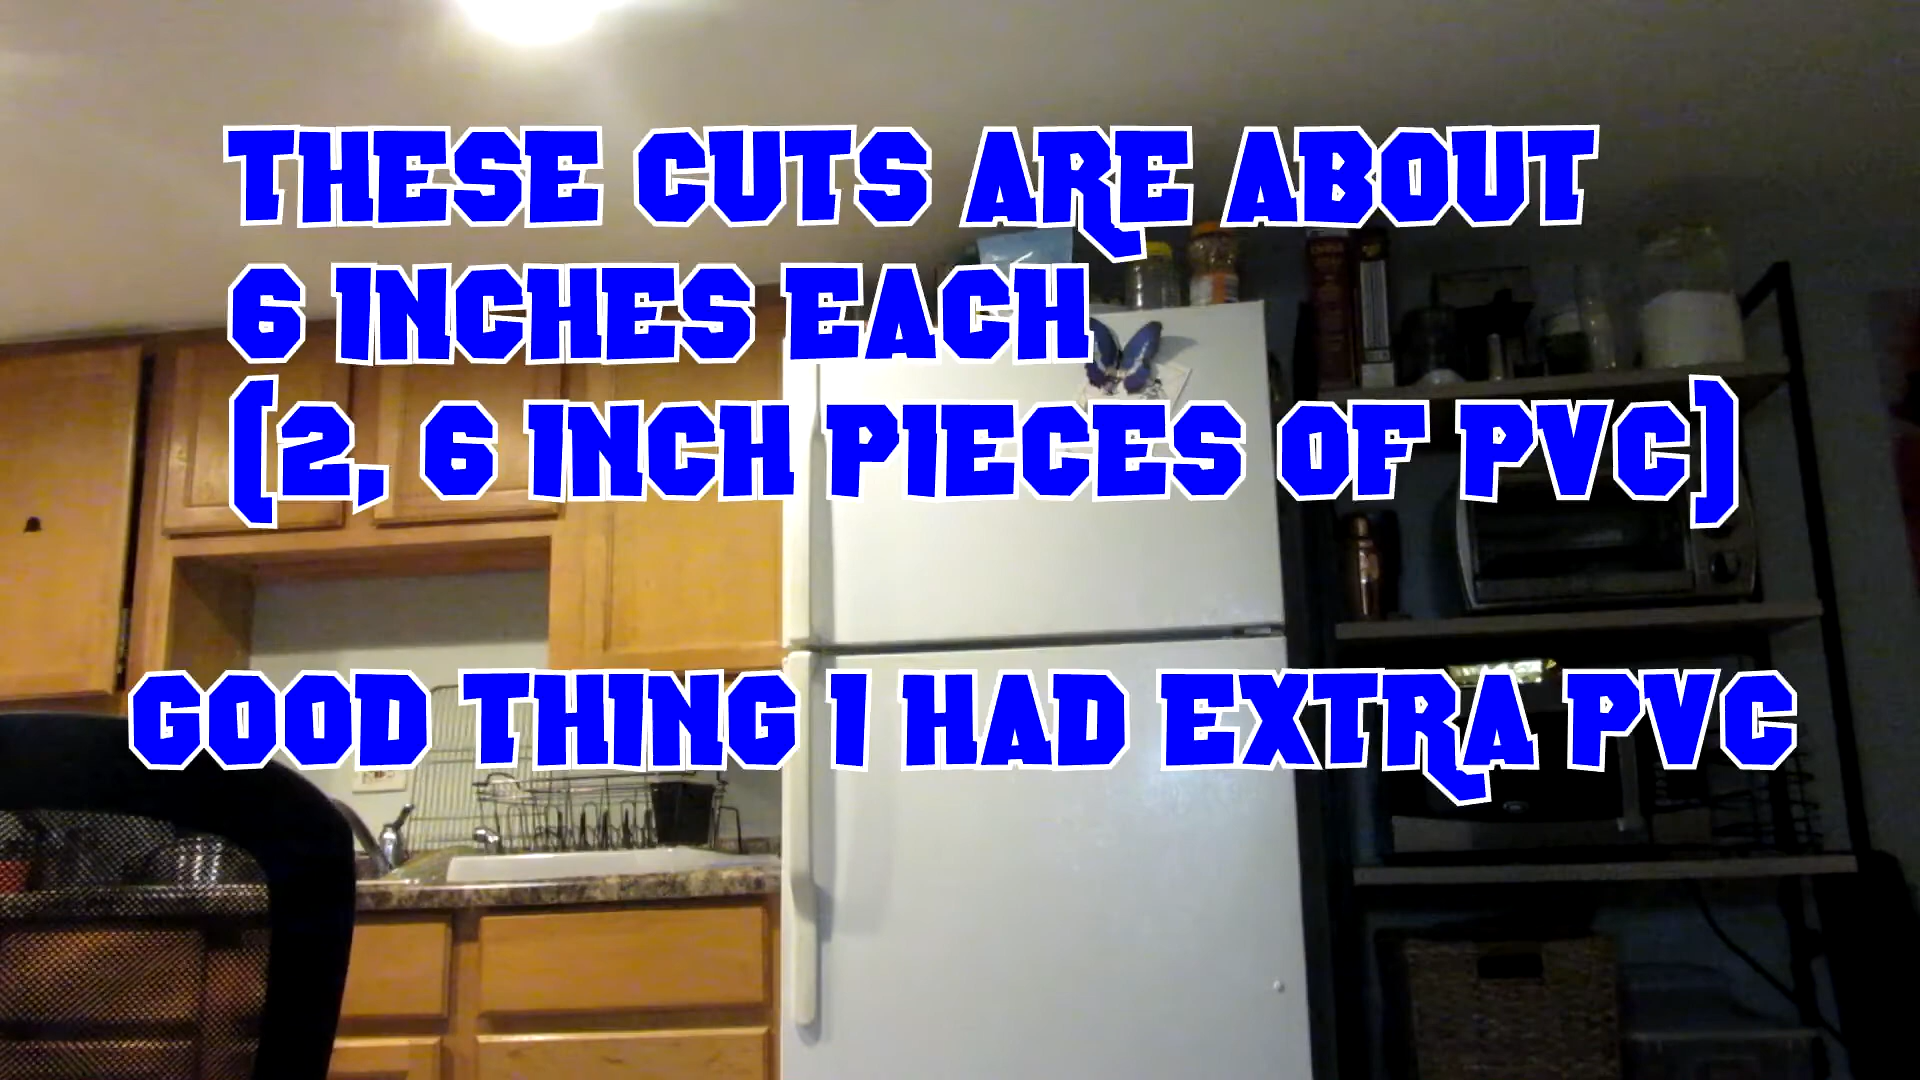 THESE CUTS ARE ABOUT
6 INCHES EACH
(2, 6 INCH PIECES OF PVC)
GOOD THING I HAD EXTRA PVC